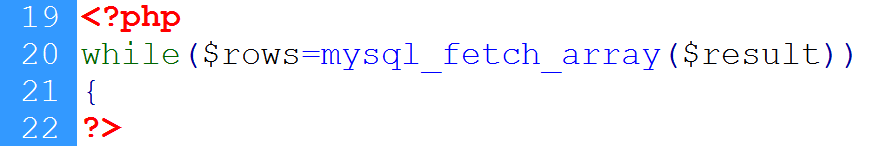 19 <?php
20 while($rows=mysql_fetch_array($result))
21 {
22 ?>